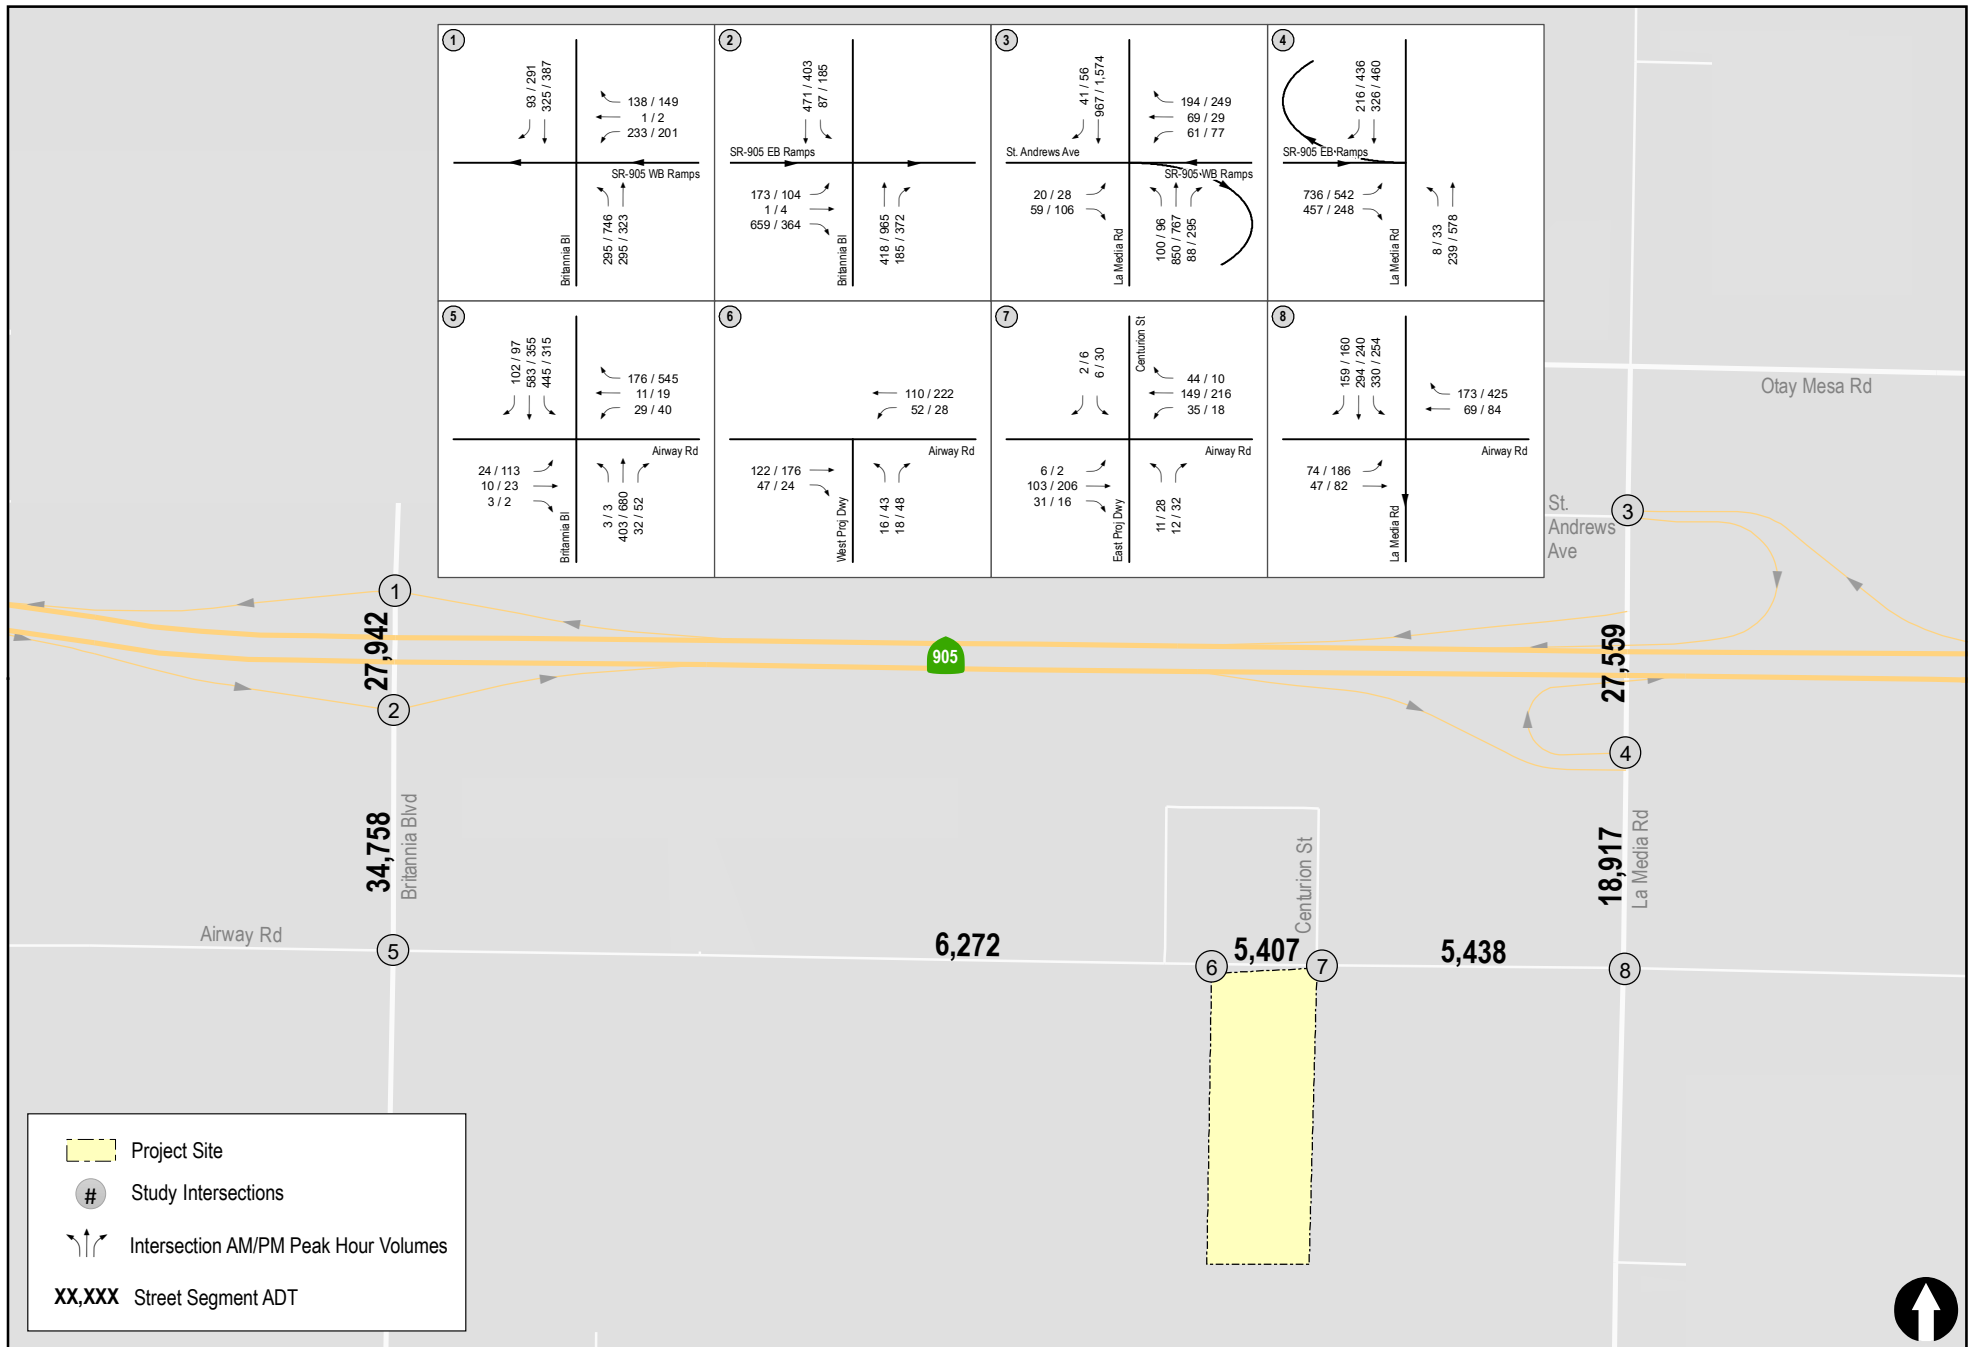 1
93 / 291
325 / 387
138 / 149
1 / 2
233 / 201
SR-905 WB Ramps
295 / 746
295 / 323
Britannia Bl
2
471 / 403
87 / 185
SR-905 EB Ramps
173 / 104
1 / 4
659 / 364
418 / 965
185 / 372
Britannia Bl
3
41 / 56
967 / 1,574
194 / 249
69 / 29
61 / 77
St. Andrews Ave
SR-905 WB Ramps
20 / 28
59 / 106
100 / 96
850 / 767
88 / 295
La Media Rd
4
216 / 436
326 / 460
SR-905 EB Ramps
736 / 542
457 / 248
8 / 33
239 / 578
La Media Rd
5
102 / 97
583 / 355
445 / 315
176 / 545
11 / 19
29 / 40
Airway Rd
24 / 113
10 / 23
3 / 2
3 / 3
403 / 680
32 / 52
Britannia Bl
6
110 / 222
52 / 28
Airway Rd
122 / 176
47 / 24
16 / 43
18 / 48
West Proj Dwy
7
2 / 6
6 / 30
Centurion St
44 / 10
149 / 216
35 / 18
Airway Rd
6 / 2
103 / 206
31 / 16
11 / 28
12 / 32
East Proj Dwy
8
159 / 160
294 / 240
330 / 254
173 / 425
69 / 84
Airway Rd
74 / 186
47 / 82
La Media Rd
Otay Mesa Rd
St.
Andrews
Ave
3
1
27,942
905
27,559
2
4
34,758
Britannia Blvd
Centurion St
18,917
La Media Rd
Airway Rd
5
6,272
6
5,407
7
5,438
8
Project Site
# Study Intersections
Intersection AM/PM Peak Hour Volumes
XX,XXX Street Segment ADT